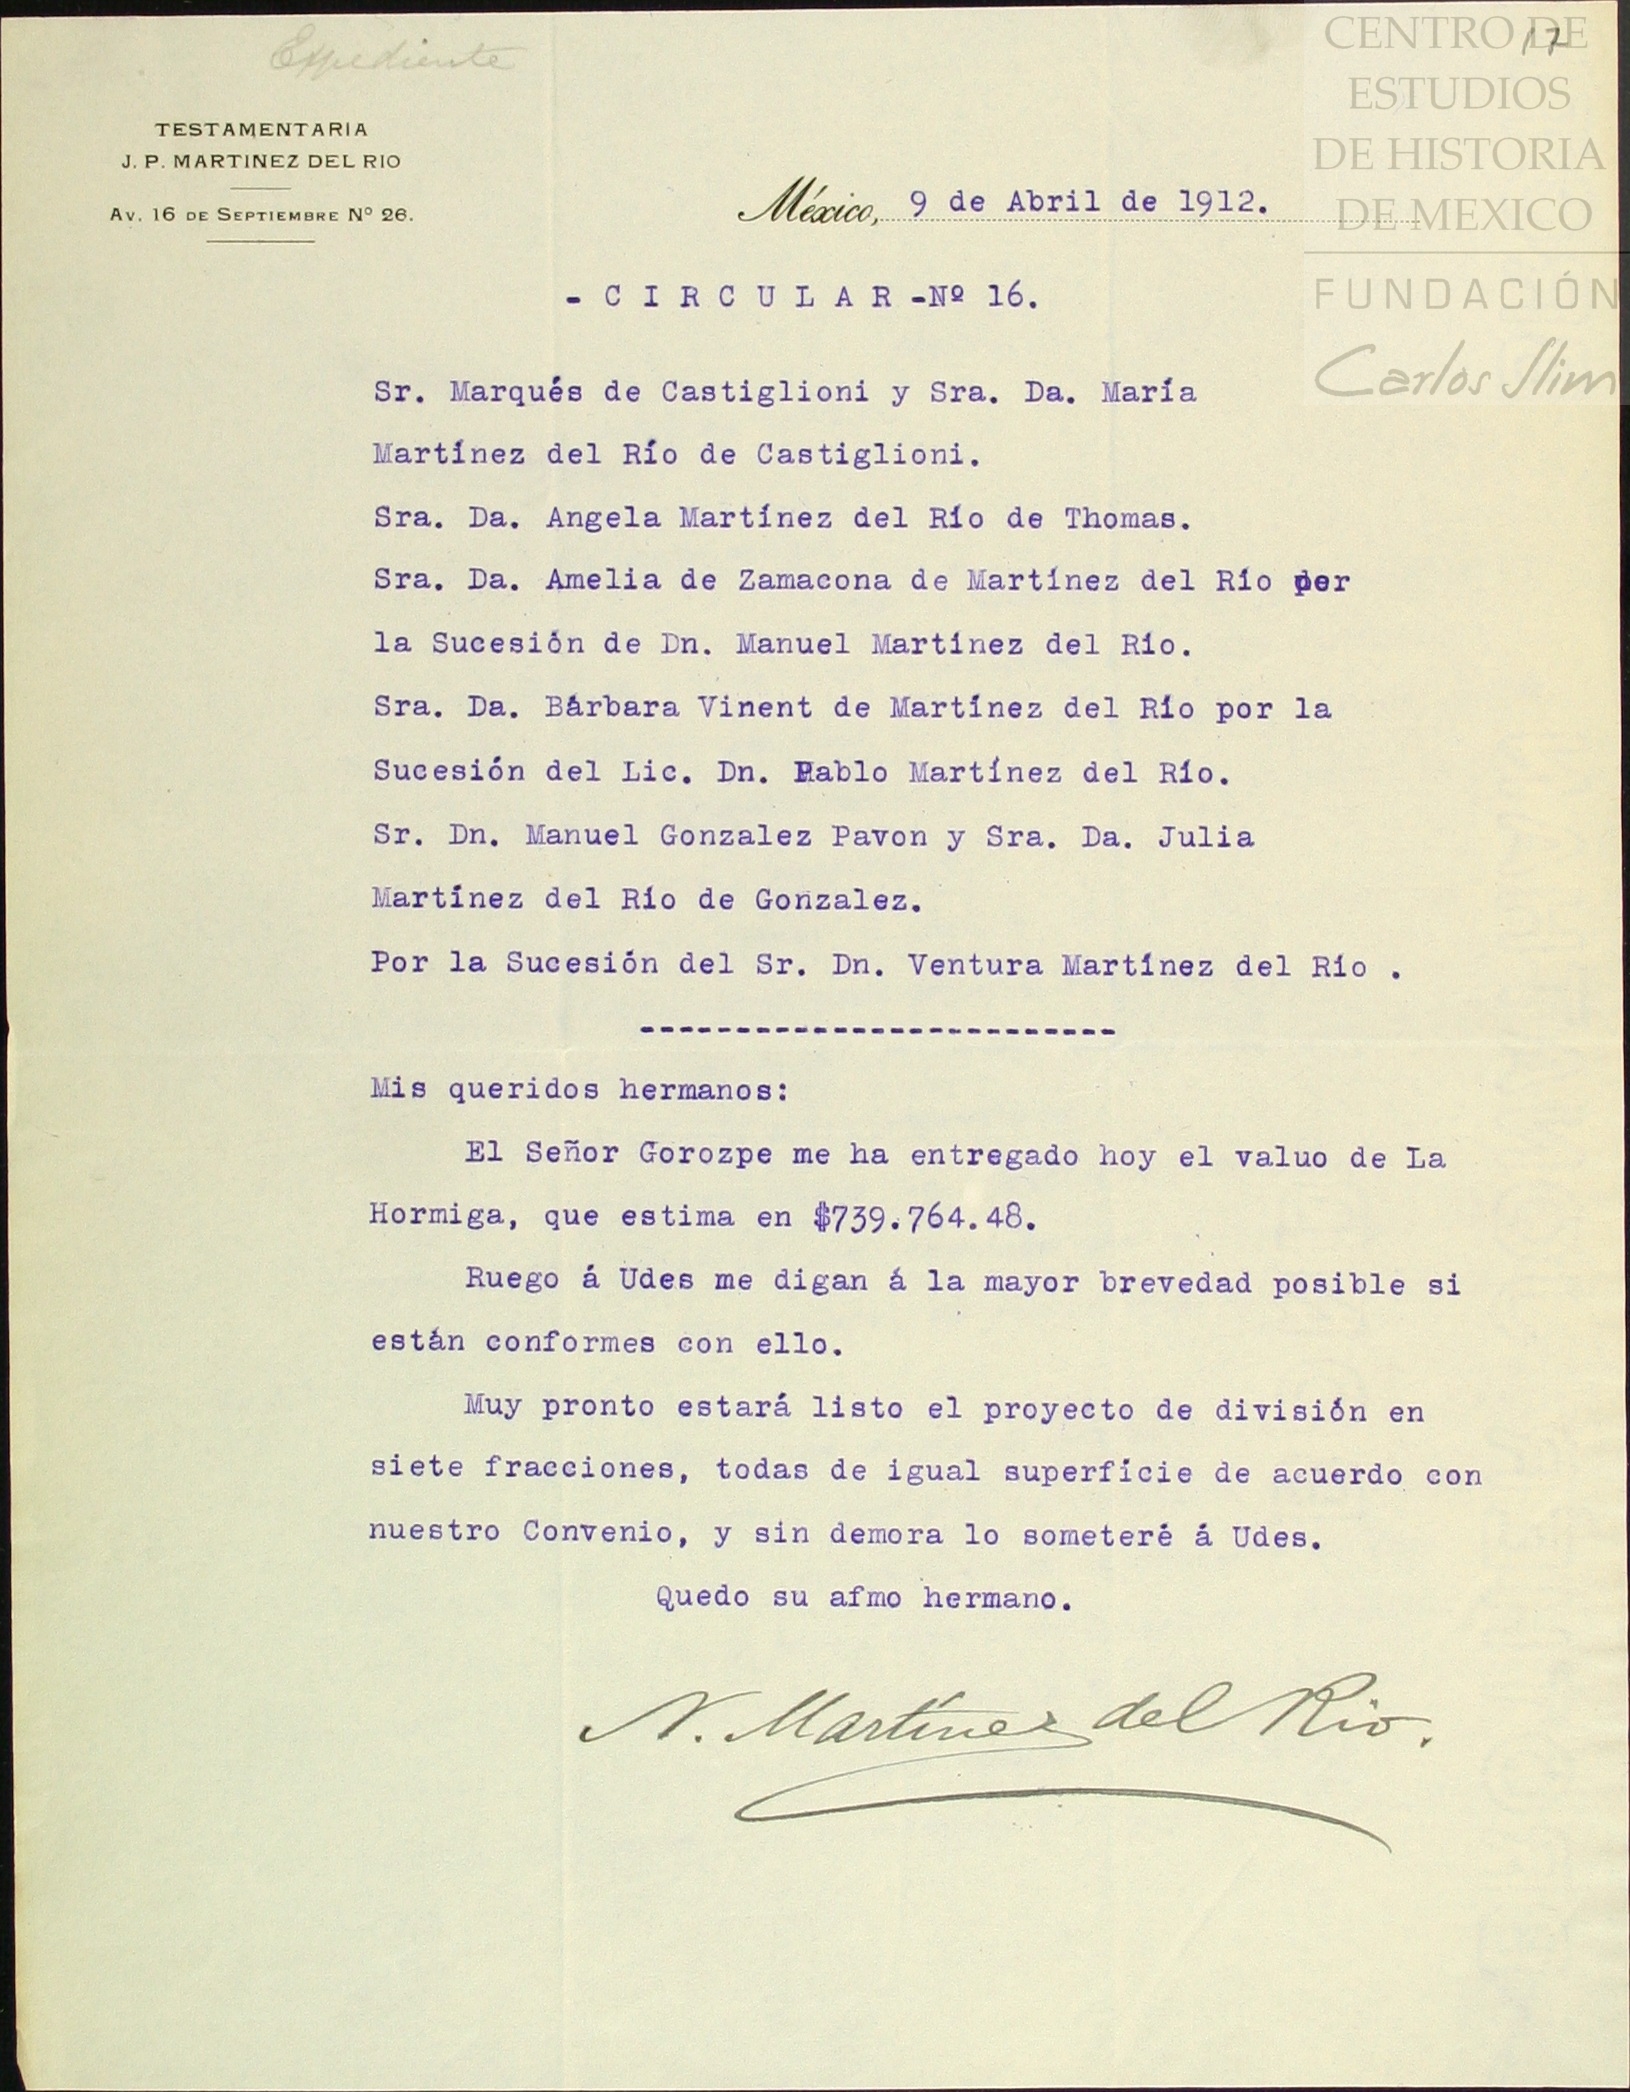 Expediente
17
CENTRO DE
ESTUDIOS
DE HISTORIA
DE MEXICO
FUNDACIÓN
Carlos Slim
TESTAMENTARIA
J. P. MARTINEZ DEL RIO
AV. 16 DE SEPTIEMBRE Nº 26.
México, 9 de Abril de 1912.
- C I R C U L A R -Nº 16.
Sr. Marqués de Castiglioni y Sra. Da. María
Martínez del Río de Castiglioni.
Sra. Da. Angela Martínez del Río de Thomas.
Sra. Da. Amelia de Zamacona de Martínez del Río por
la Sucesión de Dn. Manuel Martínez del Río.
Sra. Da. Bárbara Vinent de Martínez del Río por la
Sucesión del Lic. Dn. Pablo Martínez del Río.
Sr. Dn. Manuel Gonzalez Pavon y Sra. Da. Julia
Martínez del Río de Gonzalez.
Por la Sucesión del Sr. Dn. Ventura Martínez del Río .
-------------------------
Mis queridos hermanos:
El Señor Gorozpe me ha entregado hoy el valuo de La
Hormiga, que estima en $739.764.48.
Ruego á Udes me digan á la mayor brevedad posible si
están conformes con ello.
Muy pronto estará listo el proyecto de división en
siete fracciones, todas de igual superfície de acuerdo con
nuestro Convenio, y sin demora lo someteré á Udes.
Quedo su afmo hermano.
N. Martínez del Rio.